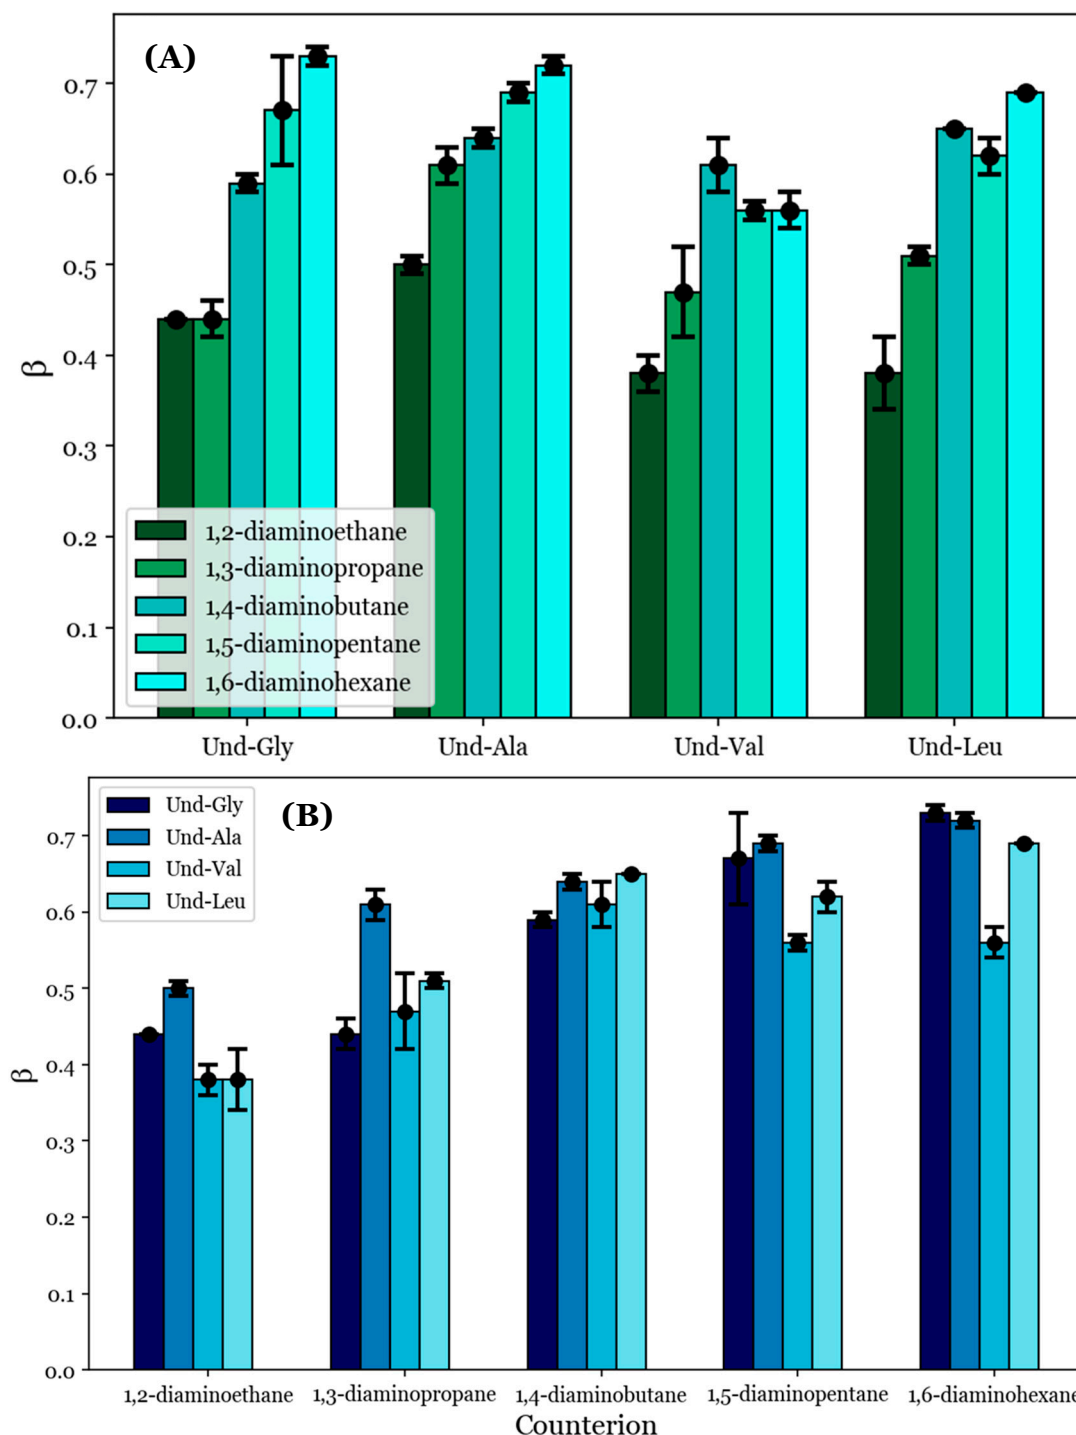 (A)
0.7
0.6
0.5
0.4
0.3
0.2
0.1
0.0
β
1,2-diaminoethane
1,3-diaminopropane
1,4-diaminobutane
1,5-diaminopentane
1,6-diaminohexane
Und-Gly Und-Ala Und-Val Und-Leu
(B)
Und-Gly
Und-Ala
Und-Val
Und-Leu
0.7
0.6
0.5
0.4
0.3
0.2
0.1
0.0
β
1,2-diaminoethane 1,3-diaminopropane 1,4-diaminobutane 1,5-diaminopentane 1,6-diaminohexane
Counterion